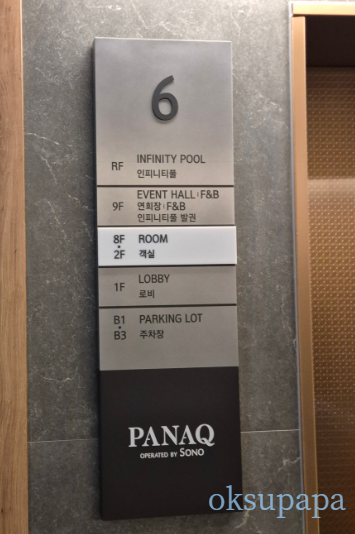 6
RF INFINITY POOL
인피니티풀
9F EVENT HALL | F&B
연회장 | F&B
인피니티풀 발권
8F ROOM
2F 객실
1F LOBBY
로비
B1 PARKING LOT
B3 주차장
PANAQ
OPERATED BY SONO
oksupapa